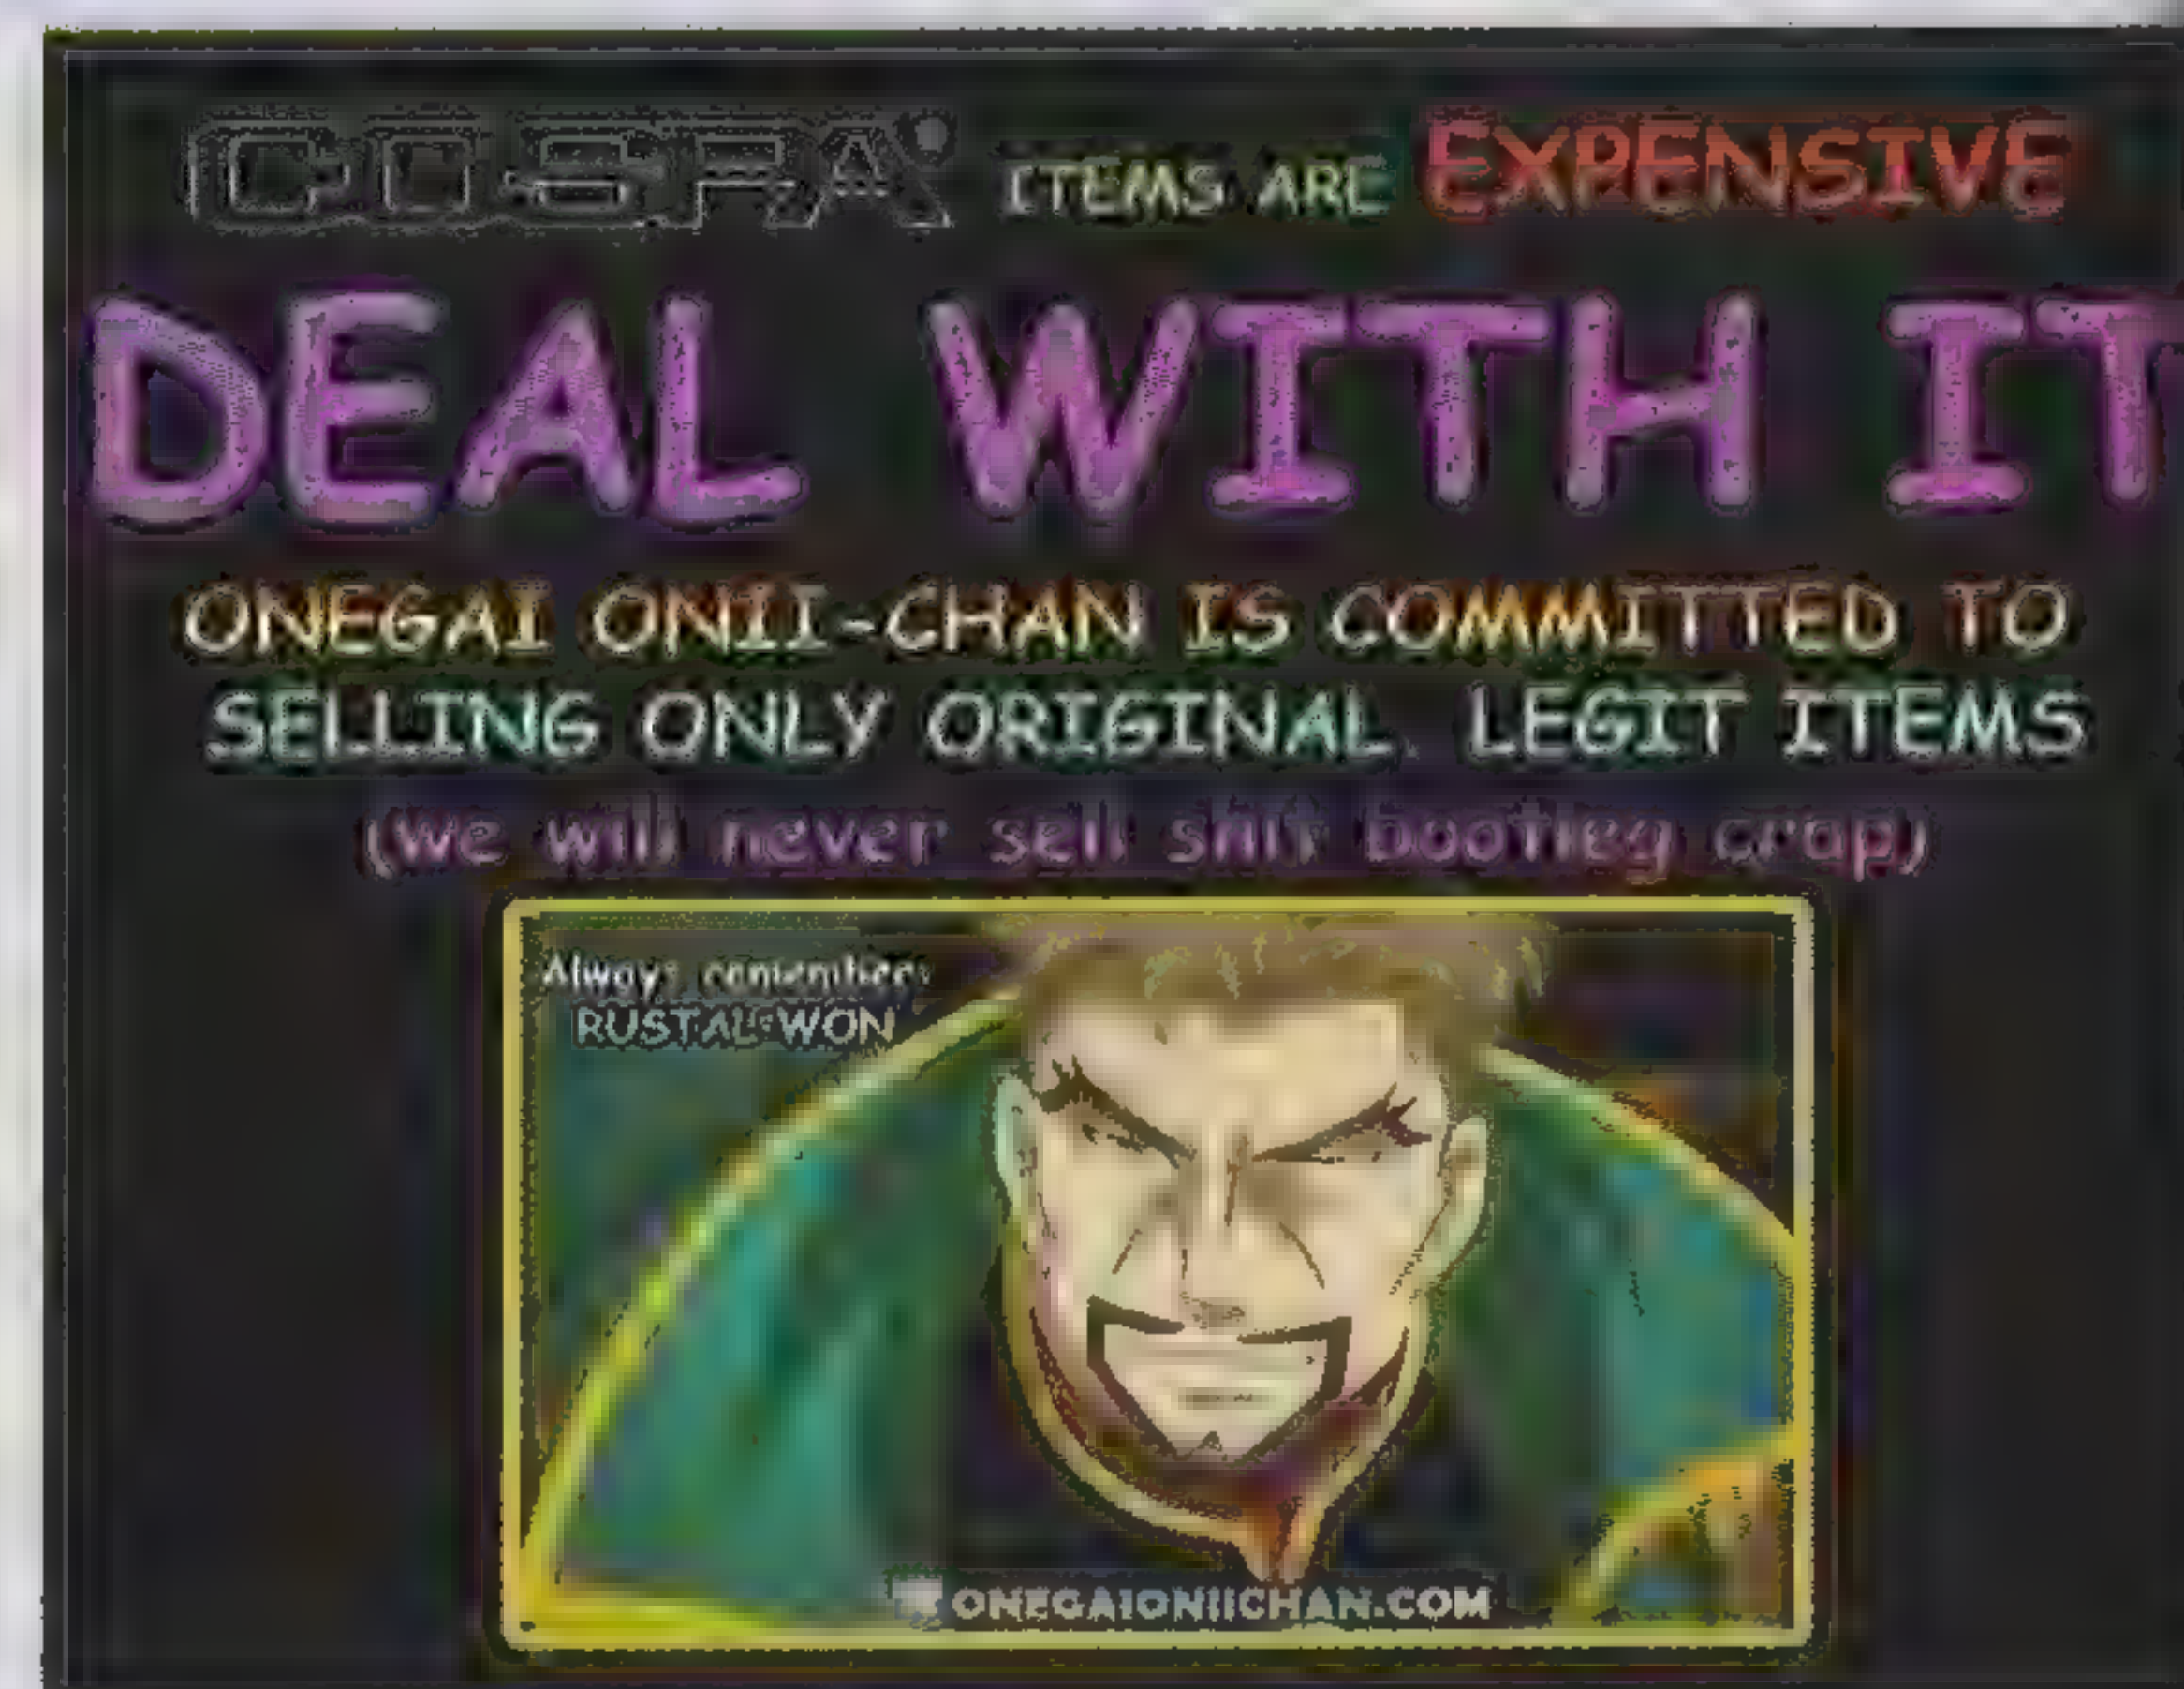 COSPA ITEMS ARE EXPENSIVE
DEAL WITH IT
ONEGAI ONII-CHAN IS COMMITTED TO
SELLING ONLY ORIGINAL, LEGIT ITEMS
(we will never sell shit bootleg crap)
Always remember:
RUSTAL WON
ONEGAIONIICHAN.COM